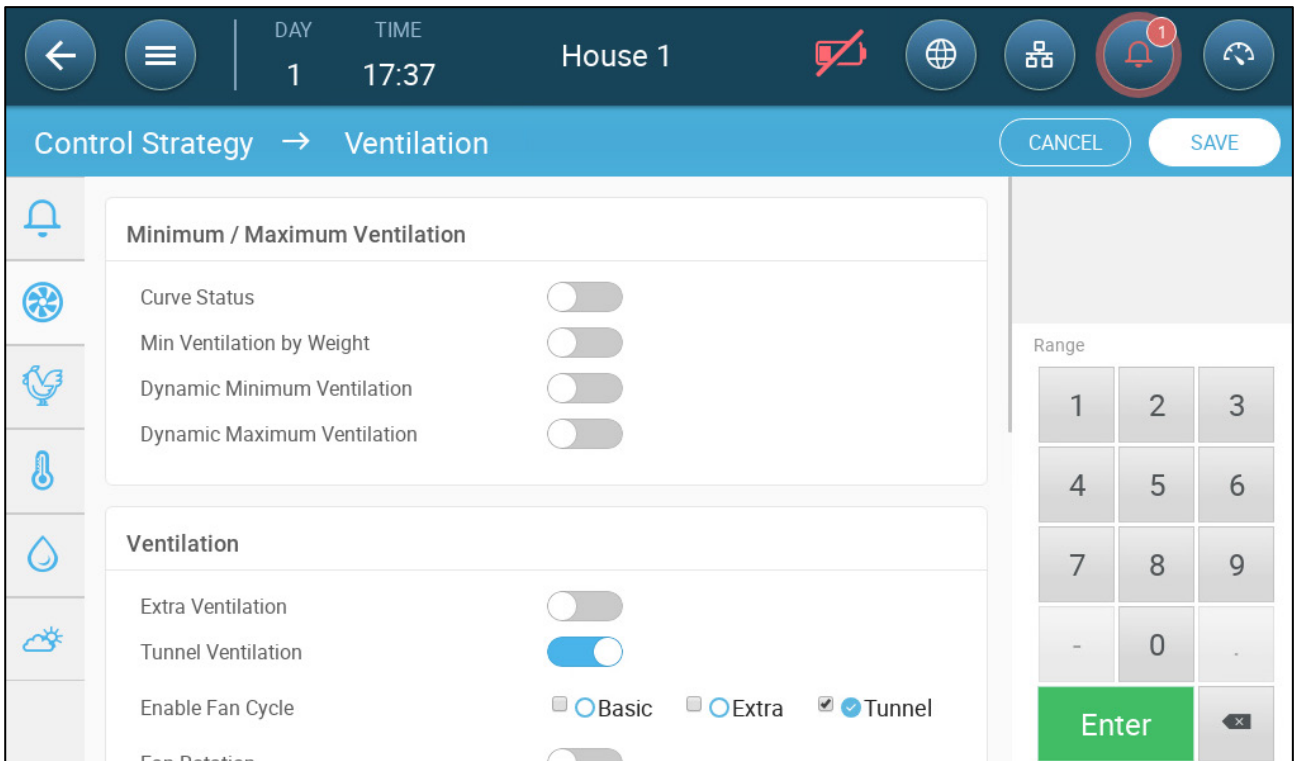 DAY TIME
1 17:37
House 1
1
Control Strategy → Ventilation
CANCEL SAVE
Minimum / Maximum Ventilation
Curve Status
Min Ventilation by Weight
Dynamic Minimum Ventilation
Dynamic Maximum Ventilation
Ventilation
Extra Ventilation
Tunnel Ventilation
Enable Fan Cycle Basic Extra Tunnel
Fan Rotation
Range
1 2 3
4 5 6
7 8 9
- 0 .
Enter